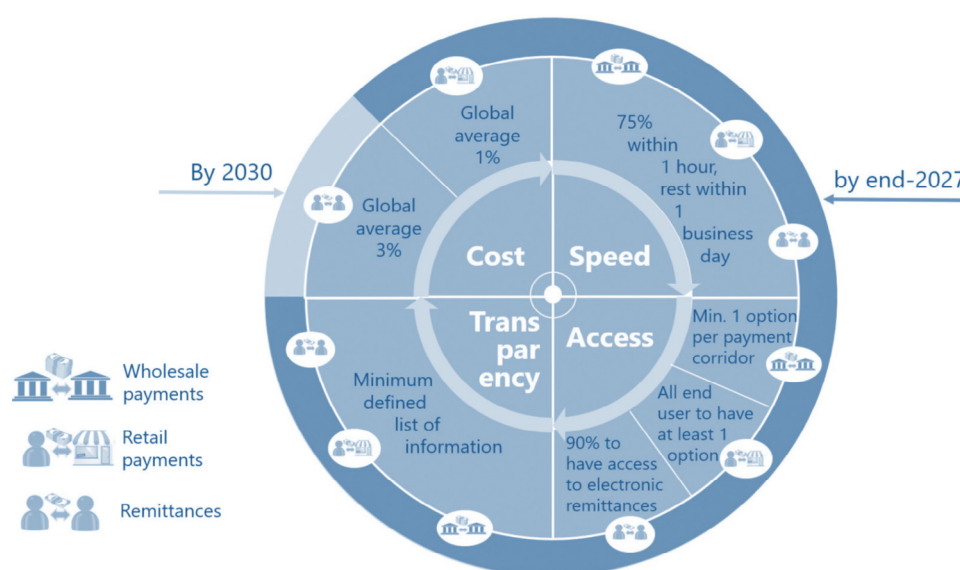 By 2030
by end-2027
Global
average
1%
Global
average
3%
Cost
75%
within
1 hour,
rest within
1
business
day
Speed
Trans
par
ency
Minimum
defined
list of
information
Access
Min. 1 option
per payment
corridor
All end
user to have
at least 1
option
90% to
have access
to electronic
remittances
Wholesale
payments
Retail
payments
Remittances